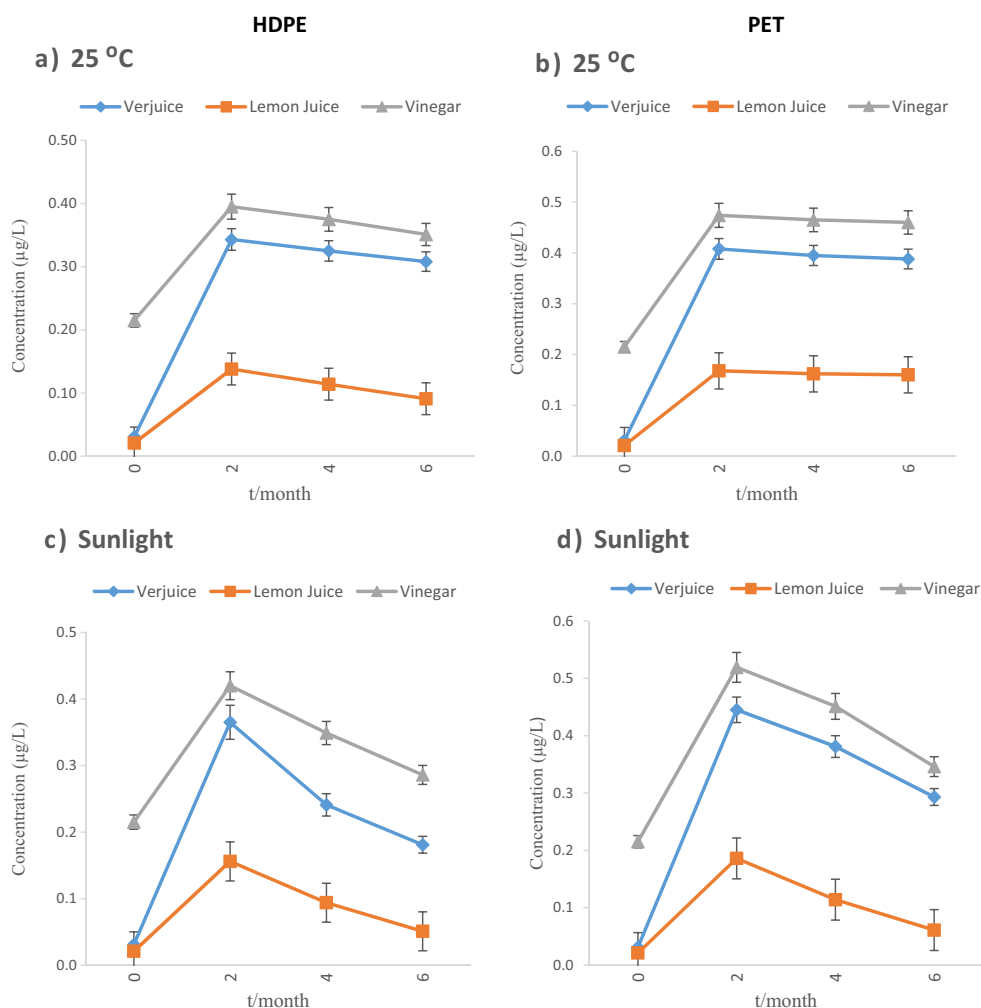 HDPE PET
a) 25 °C
b) 25 °C
Verjuice Lemon Juice Vinegar
Verjuice Lemon Juice Vinegar
Concentration (µg/L)
0.50
0.40
0.30
0.20
0.10
0.00
0 2 4 6
t/month
Concentration (µg/L)
0.6
0.5
0.4
0.3
0.2
0.1
0.0
0 2 4 6
t/month
c) Sunlight
d) Sunlight
Verjuice Lemon Juice Vinegar
Verjuice Lemon Juice Vinegar
Concentration (µg/L)
0.5
0.4
0.3
0.2
0.1
0.0
0 2 4 6
t/month
Concentration (µg/L)
0.6
0.5
0.4
0.3
0.2
0.1
0.0
0 2 4 6
t/month